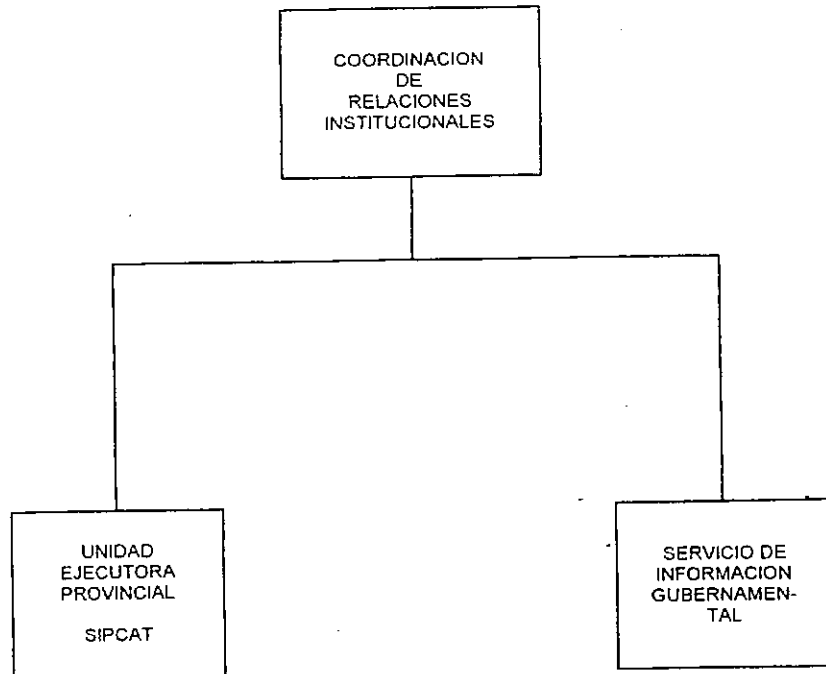 COORDINACION
DE
RELACIONES
INSTITUCIONALES
UNIDAD
EJECUTORA
PROVINCIAL
SIPCAT
SERVICIO DE
INFORMACION
GUBERNAMEN-
TAL